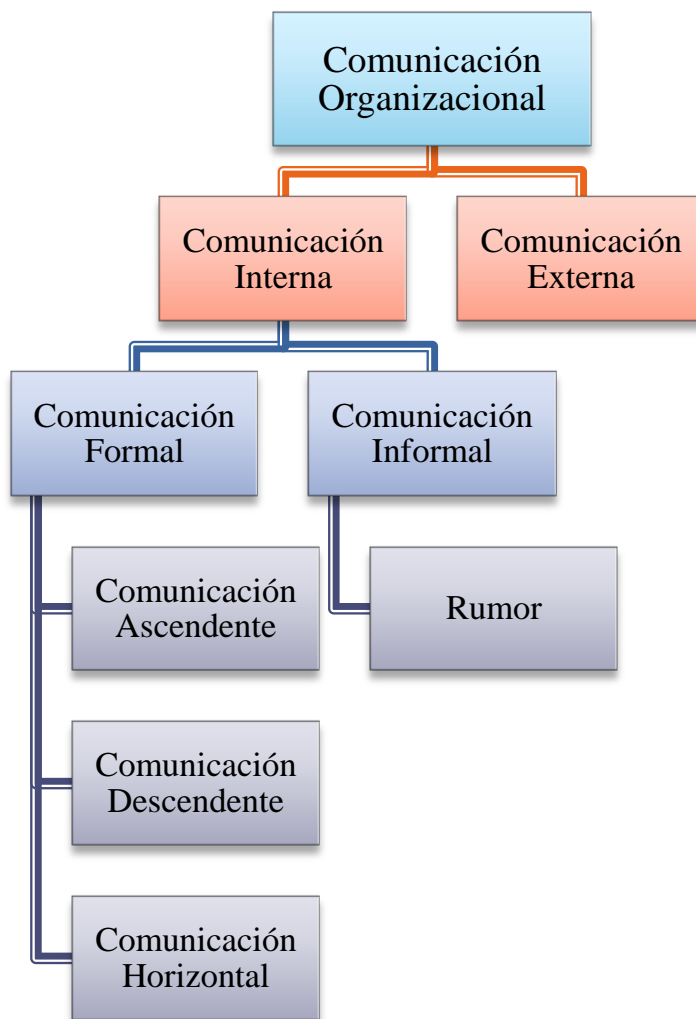 Comunicación
Organizacional
Comunicación
Interna
Comunicación
Externa
Comunicación
Formal
Comunicación
Informal
Comunicación
Ascendente
Rumor
Comunicación
Descendente
Comunicación
Horizontal